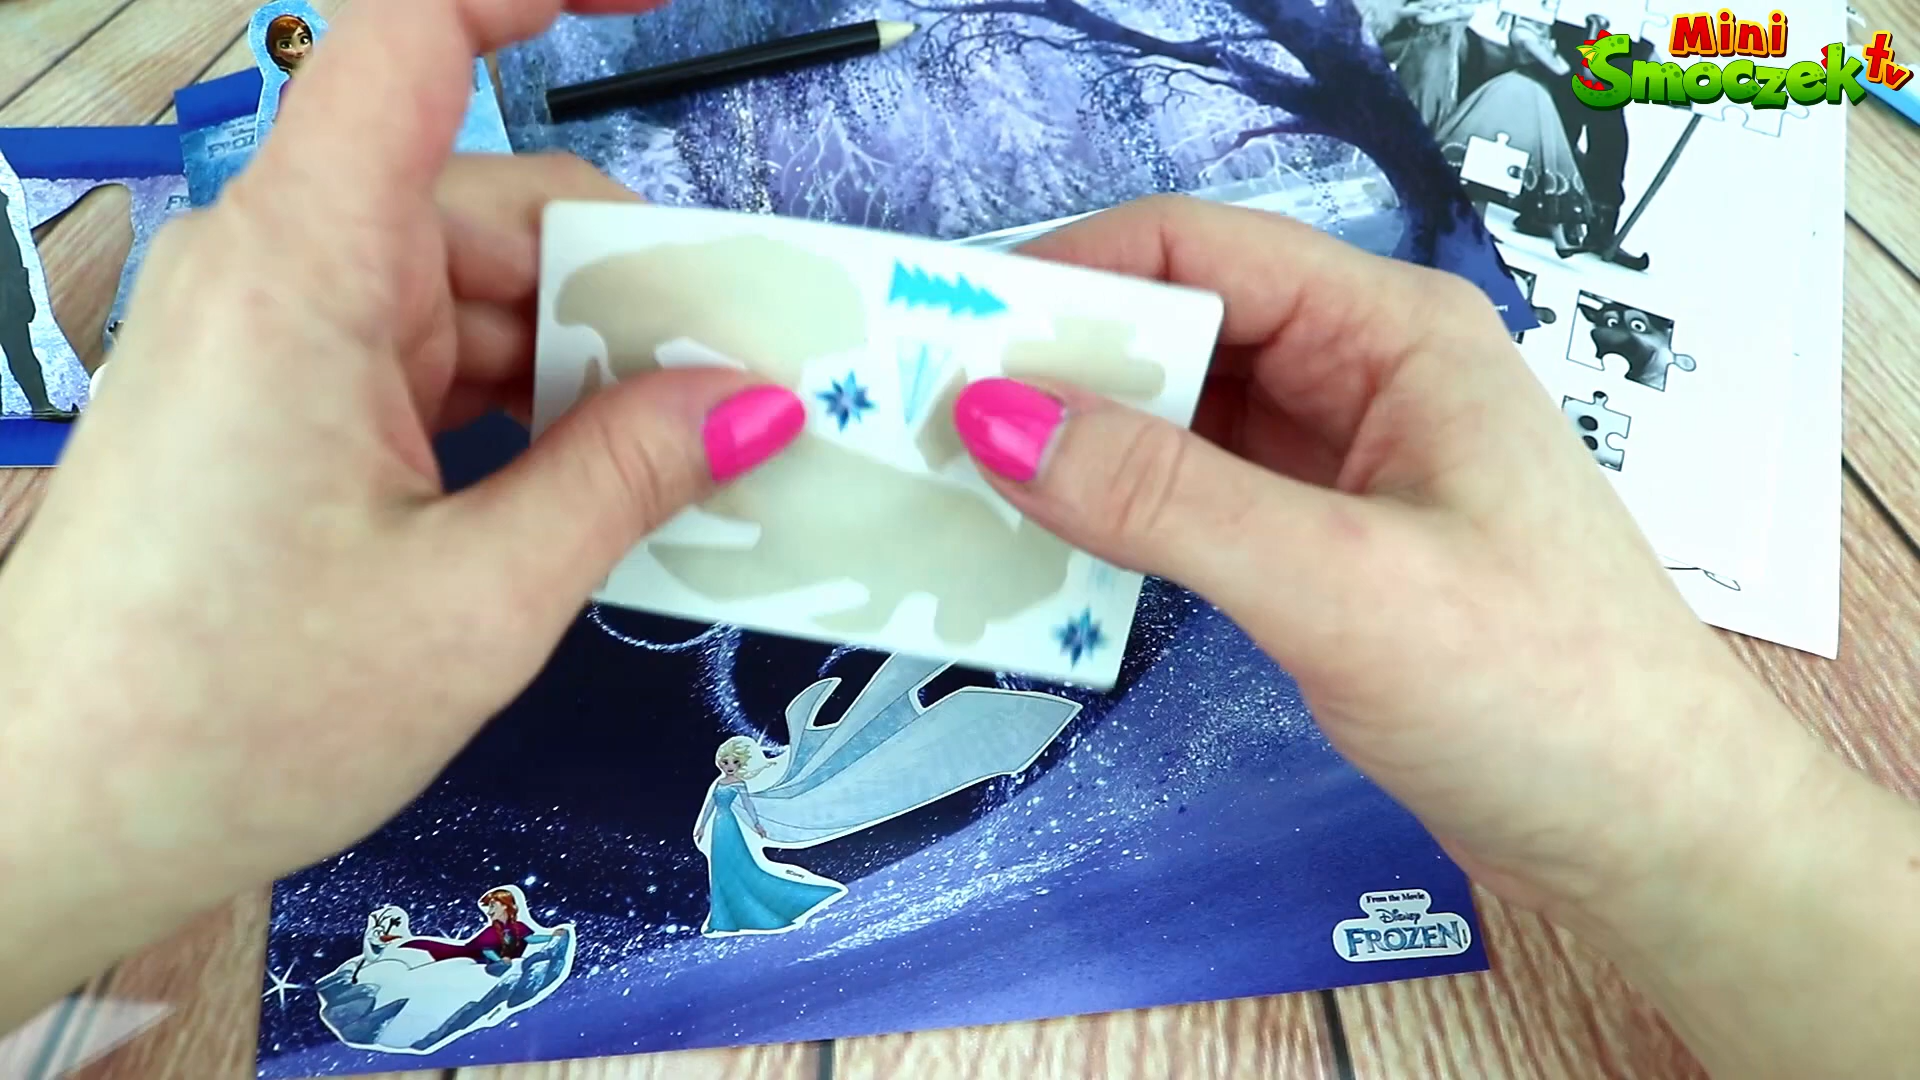 Mini
Smoczek tv
From the Movie
Disney
FROZEN